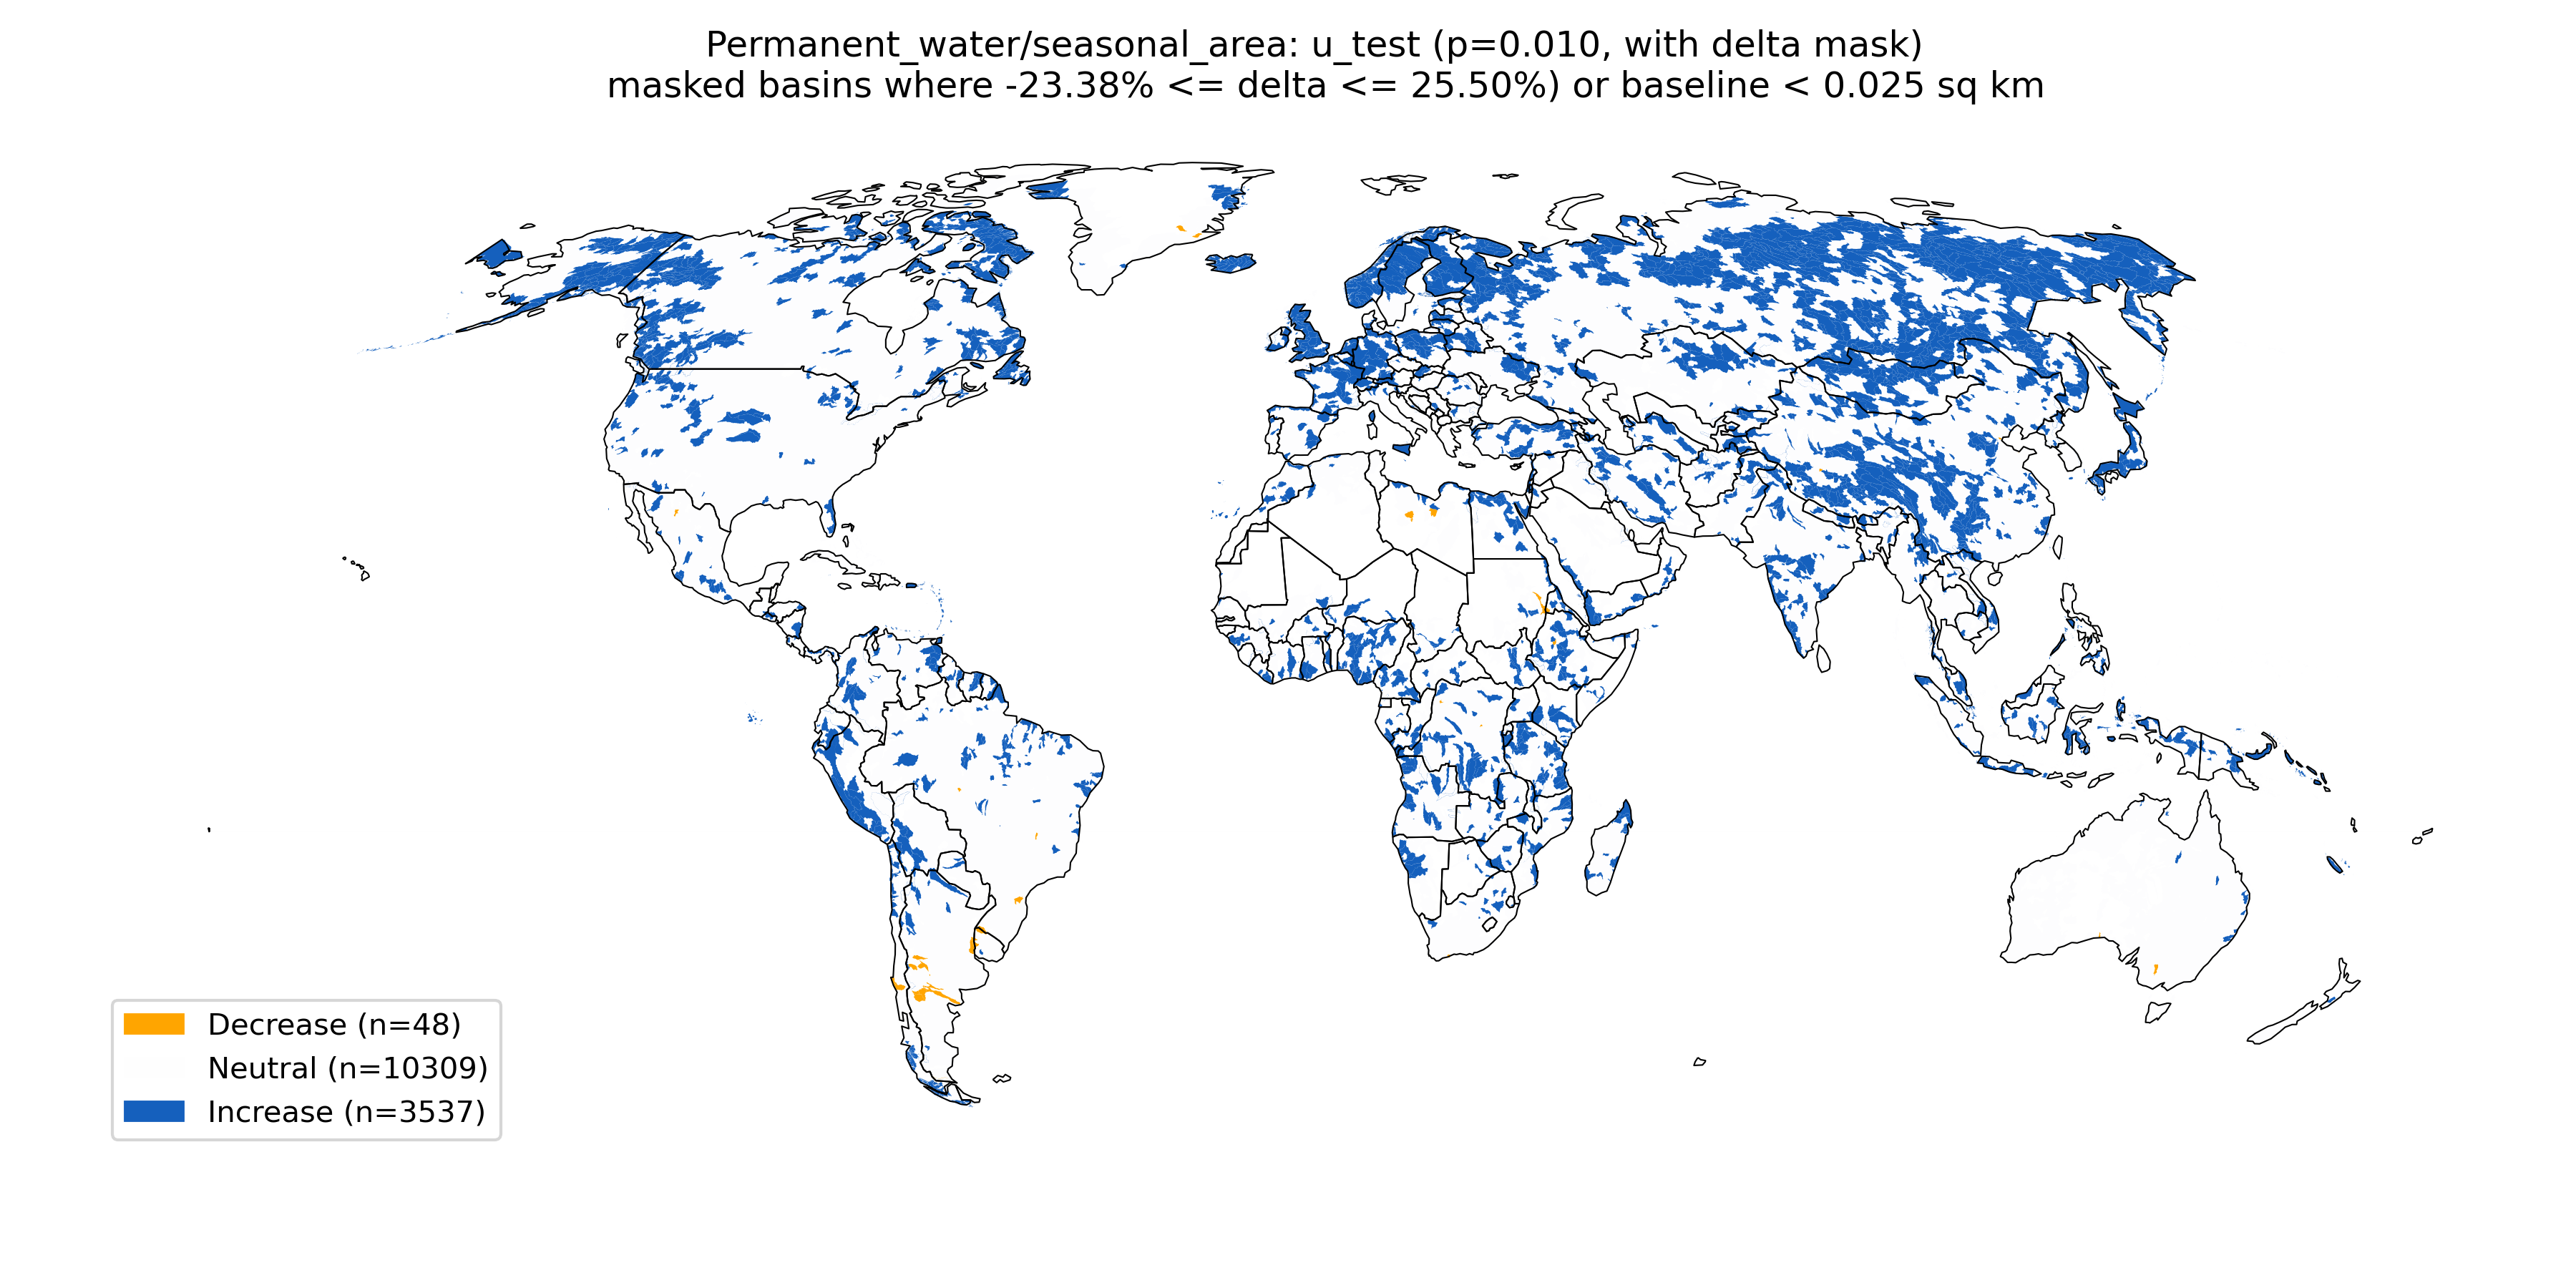 Permanent_water/seasonal_area: u_test (p=0.010, with delta mask)
masked basins where -23.38% <= delta <= 25.50%) or baseline < 0.025 sq km
Decrease (n=48)
Neutral (n=10309)
Increase (n=3537)